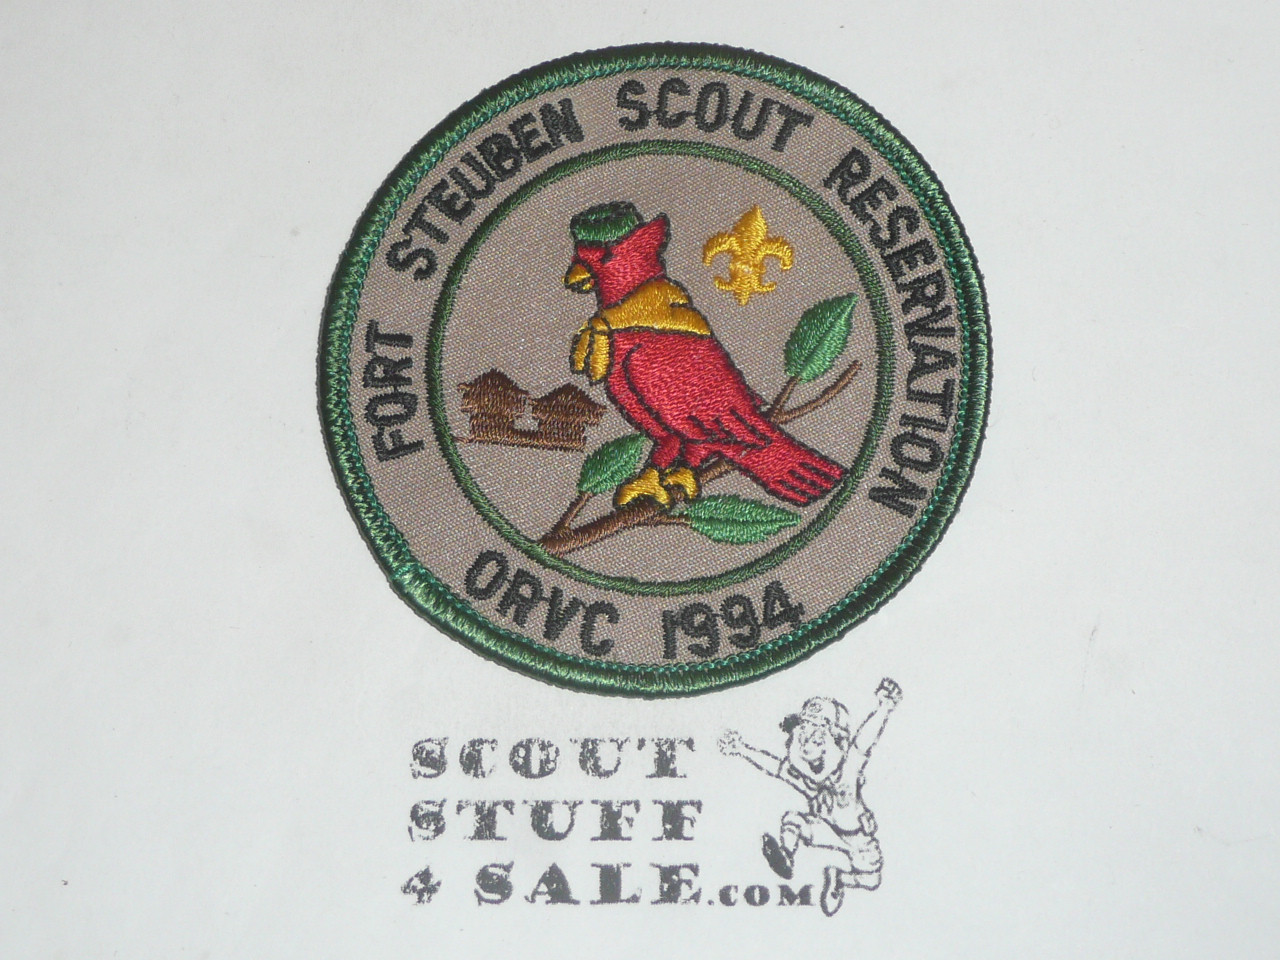 FORT STEUBEN SCOUT RESERVATION
ORVC 1994
SCOUT
STUFF
4 SALE.COM